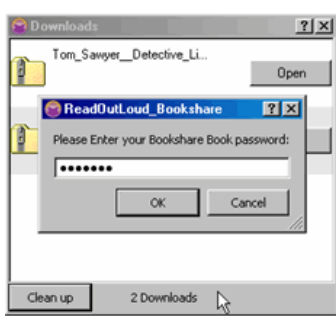 Downloads
Tom_Sawyer__Detective_Li...
Open
ReadOutLoud_Bookshare
Please Enter your Bookshare Book password:
•••••••
OK
Cancel
Clean up
2 Downloads